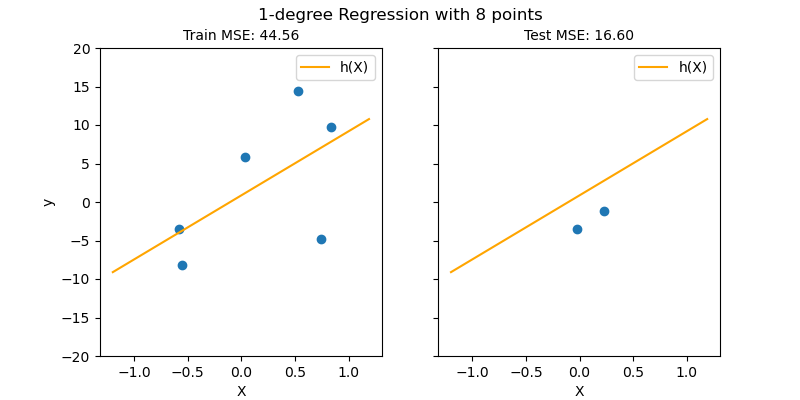 1-degree Regression with 8 points
Train MSE: 44.56
Test MSE: 16.60
h(X)
h(X)
20
15
10
5
0
−5
−10
−15
−20
y
−1.0 −0.5 0.0 0.5 1.0
−1.0 −0.5 0.0 0.5 1.0
X
X